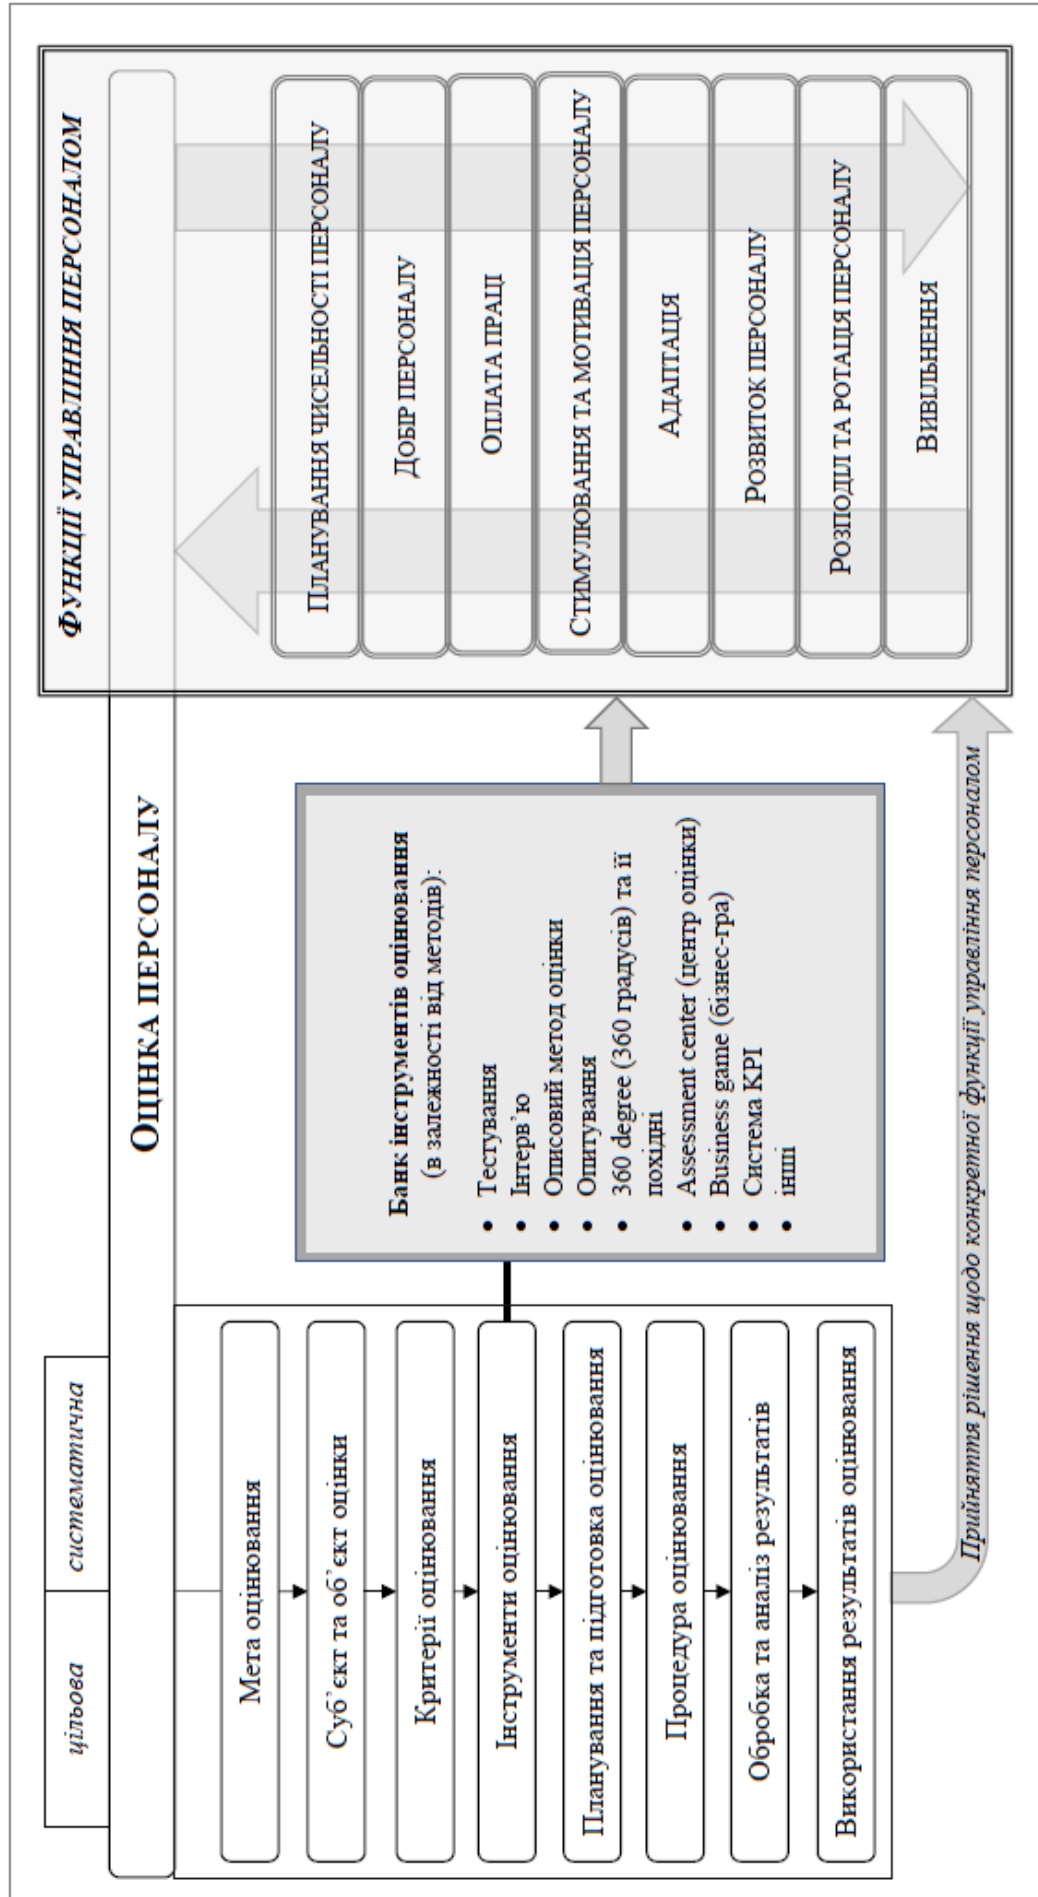 цільова
систематична
ОЦІНКА ПЕРСОНАЛУ
Мета оцінювання
Суб’єкт та об’єкт оцінки
Критерії оцінювання
Інструменти оцінювання
Планування та підготовка оцінювання
Процедура оцінювання
Обробка та аналіз результатів
Використання результатів оцінювання
Банк інструментів оцінювання
(в залежності від методів):
• Тестування
• Інтерв’ю
• Описовий метод оцінки
• Опитування
• 360 degree (360 градусів) та її
похідні
• Assessment center (центр оцінки)
• Business game (бізнес-гра)
• Система KPI
• інші
Прийняття рішення щодо конкретної функції управління персоналом
ФУНКЦІЇ УПРАВЛІННЯ ПЕРСОНАЛОМ
ПЛАНУВАННЯ ЧИСЕЛЬНОСТІ ПЕРСОНАЛУ
ДОБІР ПЕРСОНАЛУ
ОПЛАТА ПРАЦІ
СТИМУЛЮВАННЯ ТА МОТИВАЦІЯ ПЕРСОНАЛУ
АДАПТАЦІЯ
РОЗВИТОК ПЕРСОНАЛУ
РОЗПОДІЛ ТА РОТАЦІЯ ПЕРСОНАЛУ
ВИВІЛЬНЕННЯ